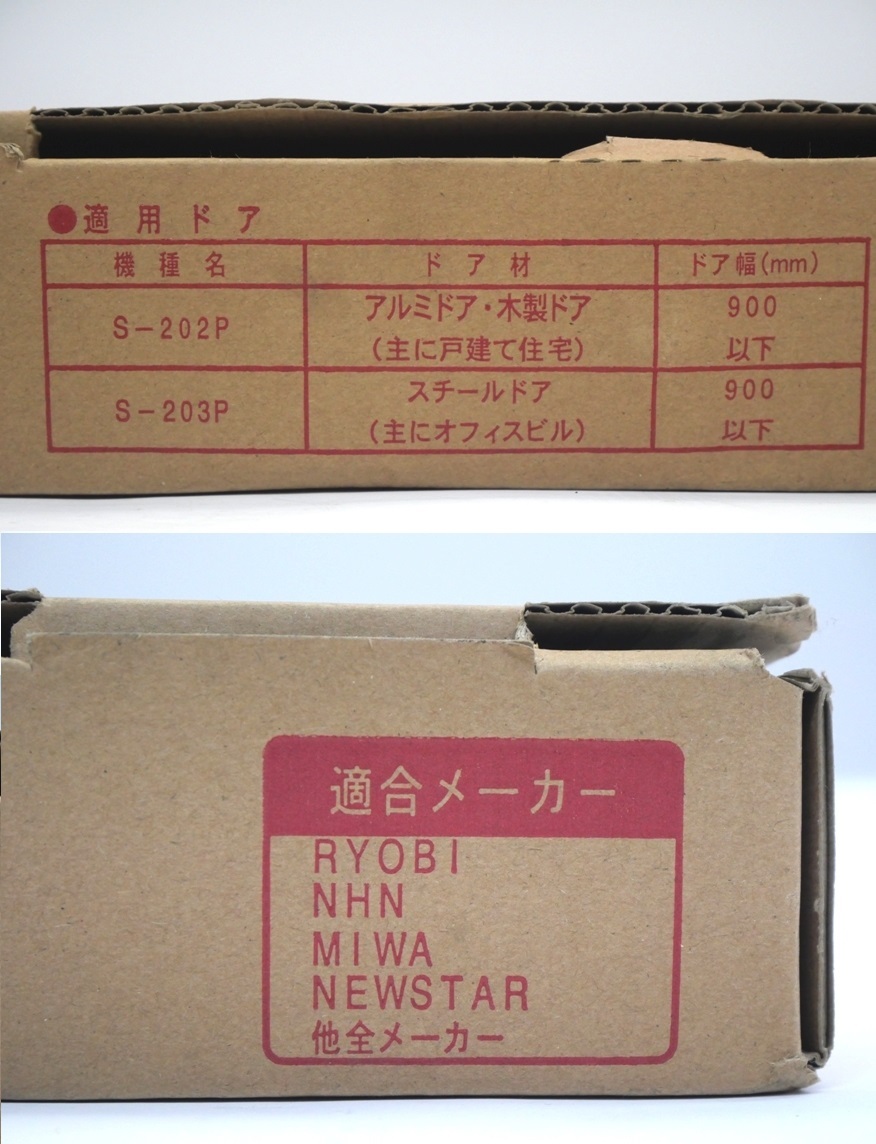 ●適用ドア
機種名 ドア材 ドア幅(mm)
S-202P アルミドア・木製ドア 900
(主に戸建て住宅) 以下
S-203P スチールドア 900
(主にオフィスビル) 以下
適合メーカー
RYOBI
NHN
MIWA
NEWSTAR
他全メーカー